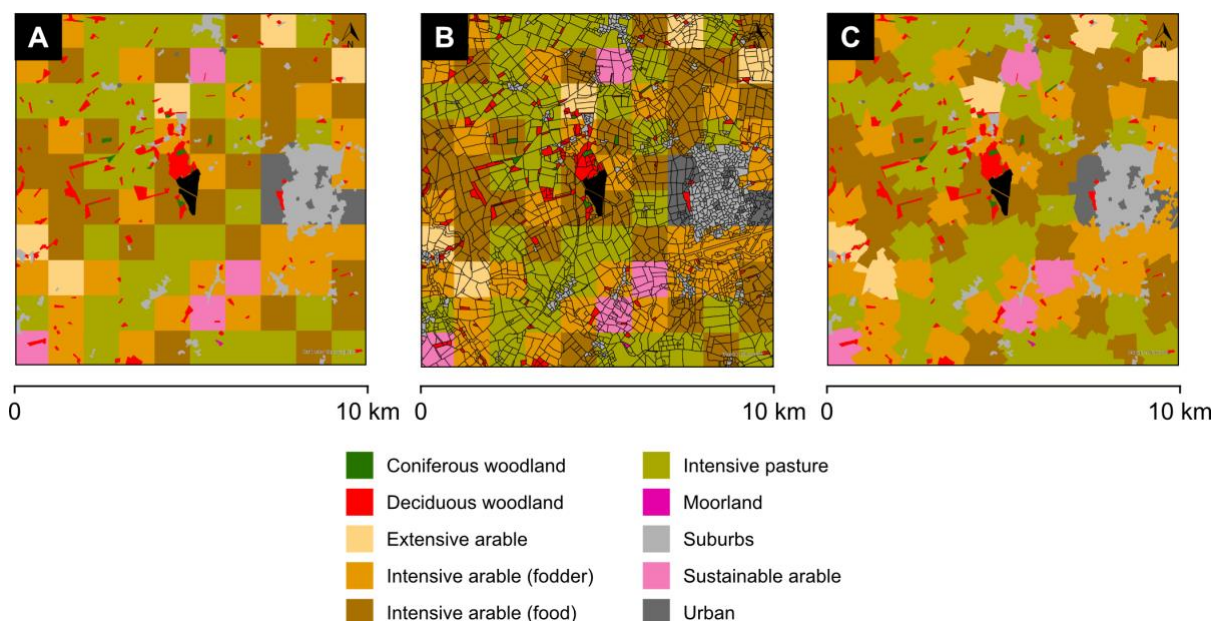 A
B
C
N
N
N
0
10 km
0
10 km
0
10 km
Coniferous woodland
Intensive pasture
Deciduous woodland
Moorland
Extensive arable
Suburbs
Intensive arable (fodder)
Sustainable arable
Intensive arable (food)
Urban